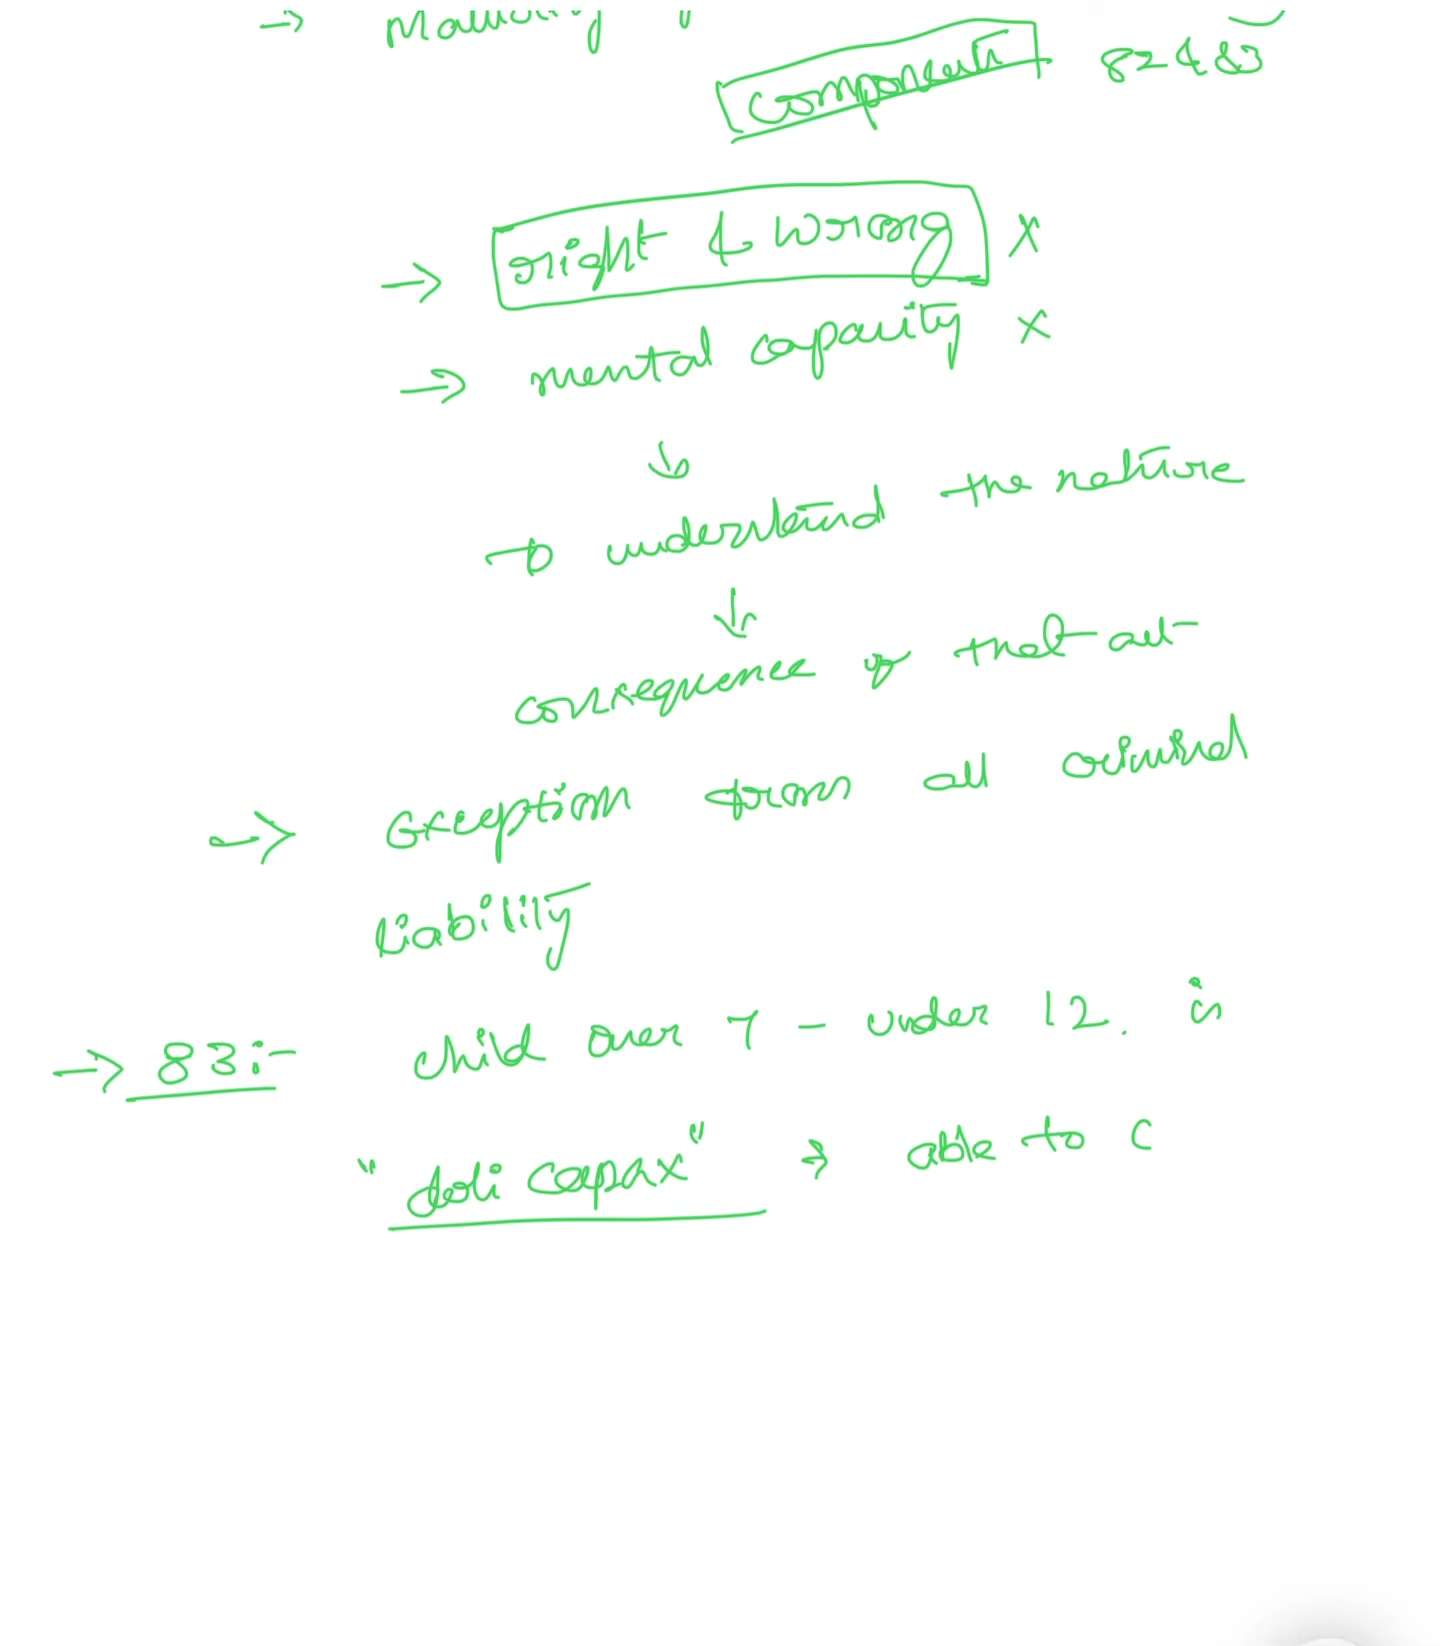 →
components 82 & 83
→ right & wrong x
→ mental capacity x
↓
→ understand the nature
↓
consequence of that act
→ Exception from all criminal
liability
→ 83:- child over 7 - under 12. is
"doli capax" → able to c